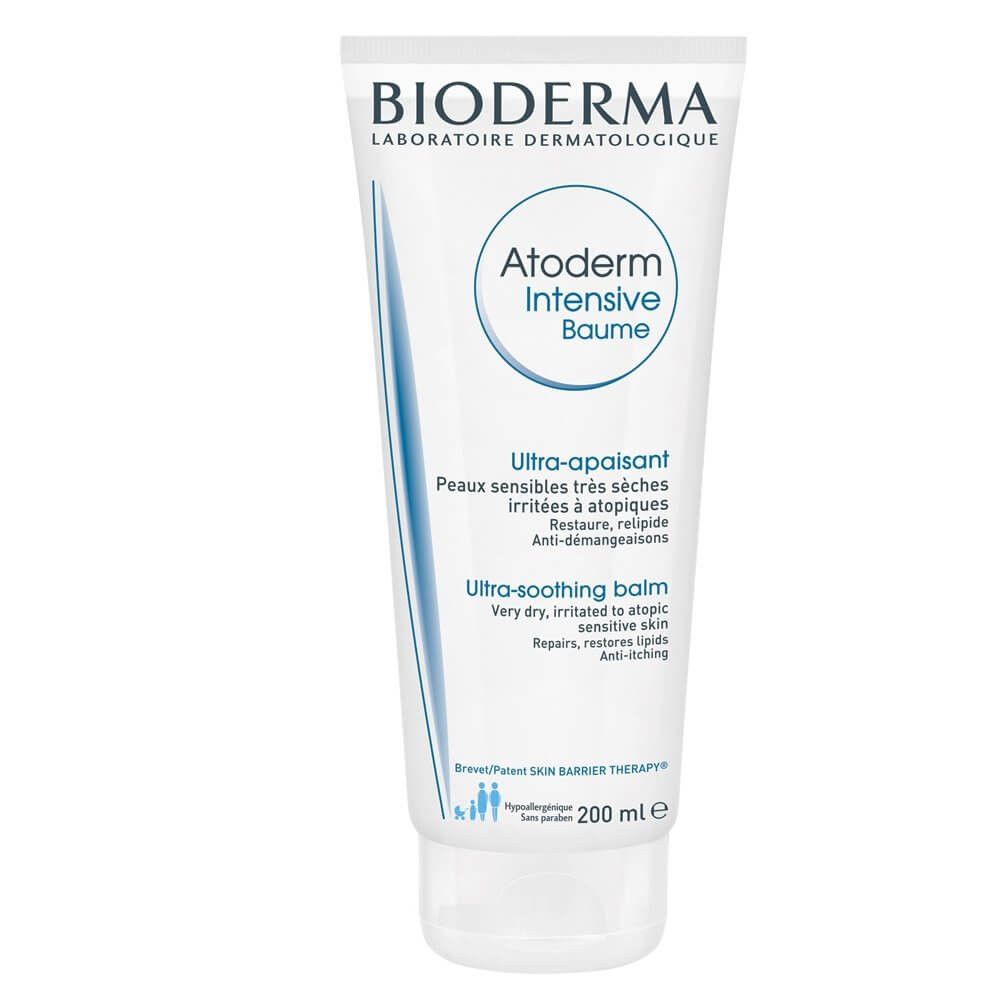 BIODERMA
LABORATOIRE DERMATOLOGIQUE
Atoderm
Intensive
Baume
Ultra-apaisant
Peaux sensibles très sèches
irritées à atopiques
Restaure, relipide
Anti-démangeaisons
Ultra-soothing balm
Very dry, irritated to atopic
sensitive skin
Repairs, restores lipids
Anti-itching
Brevet/Patent SKIN BARRIER THERAPY®
Hypoallergénique
Sans paraben
200 ml ℮